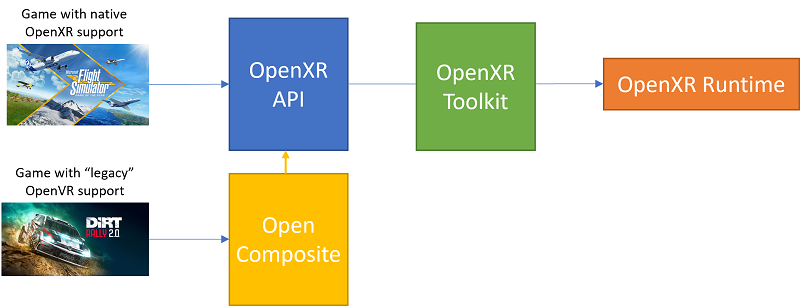 Game with native
OpenXR support
Microsoft
Flight
Simulator
OpenXR
API
OpenXR
Toolkit
OpenXR Runtime
Game with “legacy”
OpenVR support
DiRT
RALLY 2.0
Open
Composite